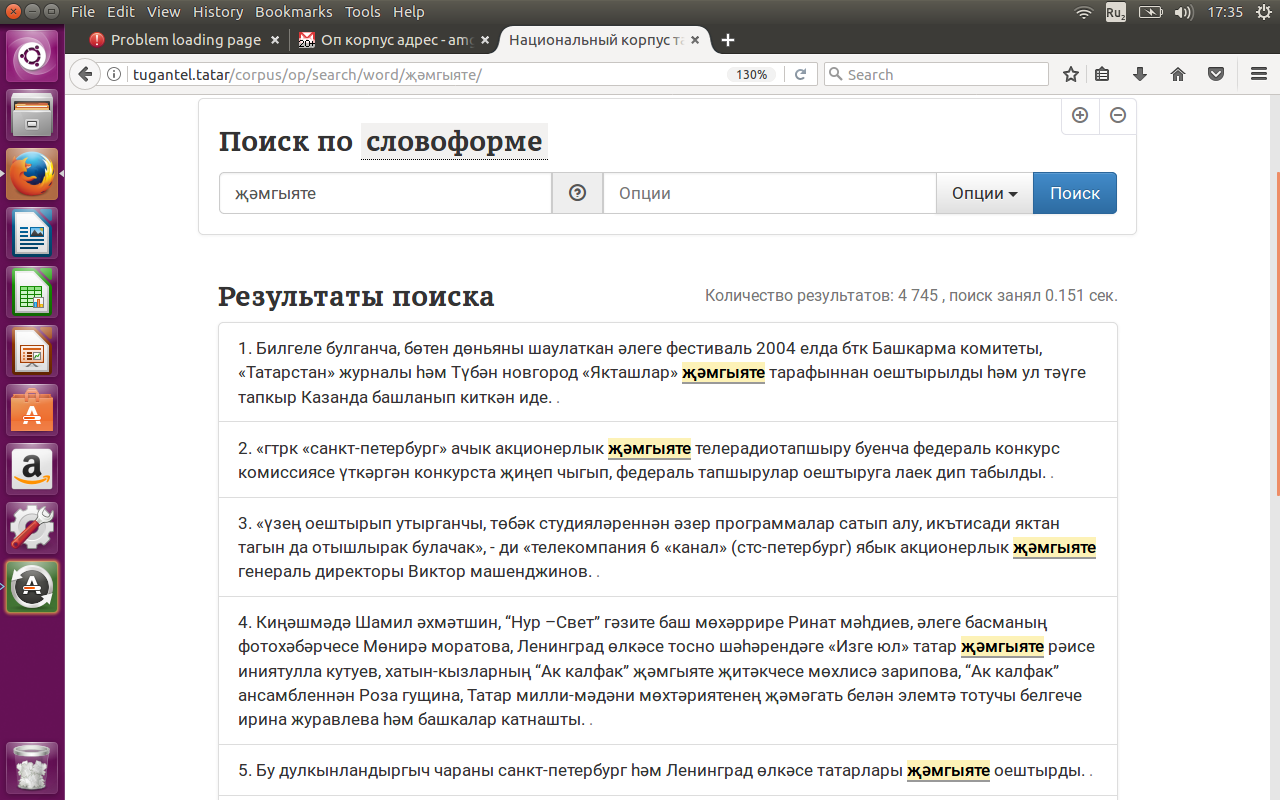 File Edit View History Bookmarks Tools Help
Ru2
17:35
Problem loading page
20+
Оп корпус адрес - amg
Национальный корпус та
tugantel.tatar/corpus/op/search/word/җәмгыяте/
130%
Search
Поиск по словоформе
җәмгыяте
Опции
Опции
Поиск
Результаты поиска
Количество результатов: 4 745 , поиск занял 0.151 сек.
1. Билгеле булганча, бөтен дөньяны шаулаткан әлеге фестиваль 2004 елда бтк Башкарма комитеты,
«Татарстан» журналы һәм Түбән новгород «Якташлар» җәмгыяте тарафыннан оештырылды һәм ул тәүге
тапкыр Казанда башланып киткән иде. .
2. «гтрк «санкт-петербург» ачык акционерлык җәмгыяте телерадиотапшыру буенча федераль конкурс
комиссиясе үткәргән конкурста җиңеп чыгып, федераль тапшырулар оештыруга лаек дип табылды. .
3. «үзең оештырып утырганчы, төбәк студияләреннән әзер программалар сатып алу, икътисади яктан
тагын да отышлырак булачак», - ди «телекомпания 6 «канал» (стс-петербург) ябык акционерлык җәмгыяте
генераль директоры Виктор машенджинов. .
4. Киңәшмәдә Шамил әхмәтшин, “Нур –Свет” гәзите баш мөхәррире Ринат мәһдиев, әлеге басманың
фотохәбәрчесе Мөнирә моратова, Ленинград өлкәсе тосно шәһәрендәге «Изге юл» татар җәмгыяте рәисе
иниятулла кутуев, хатын-кызларның “Ак калфак” җәмгыяте җитәкчесе мөхлисә зарипова, “Ак калфак”
ансамбленнән Роза гущина, Татар милли-мәдәни мөхтәриятенең җәмәгать белән элемтә тотучы белгече
ирина журавлева һәм башкалар катнашты. .
5. Бу дулкынландыргыч чараны санкт-петербург һәм Ленинград өлкәсе татарлары җәмгыяте оештырды. .